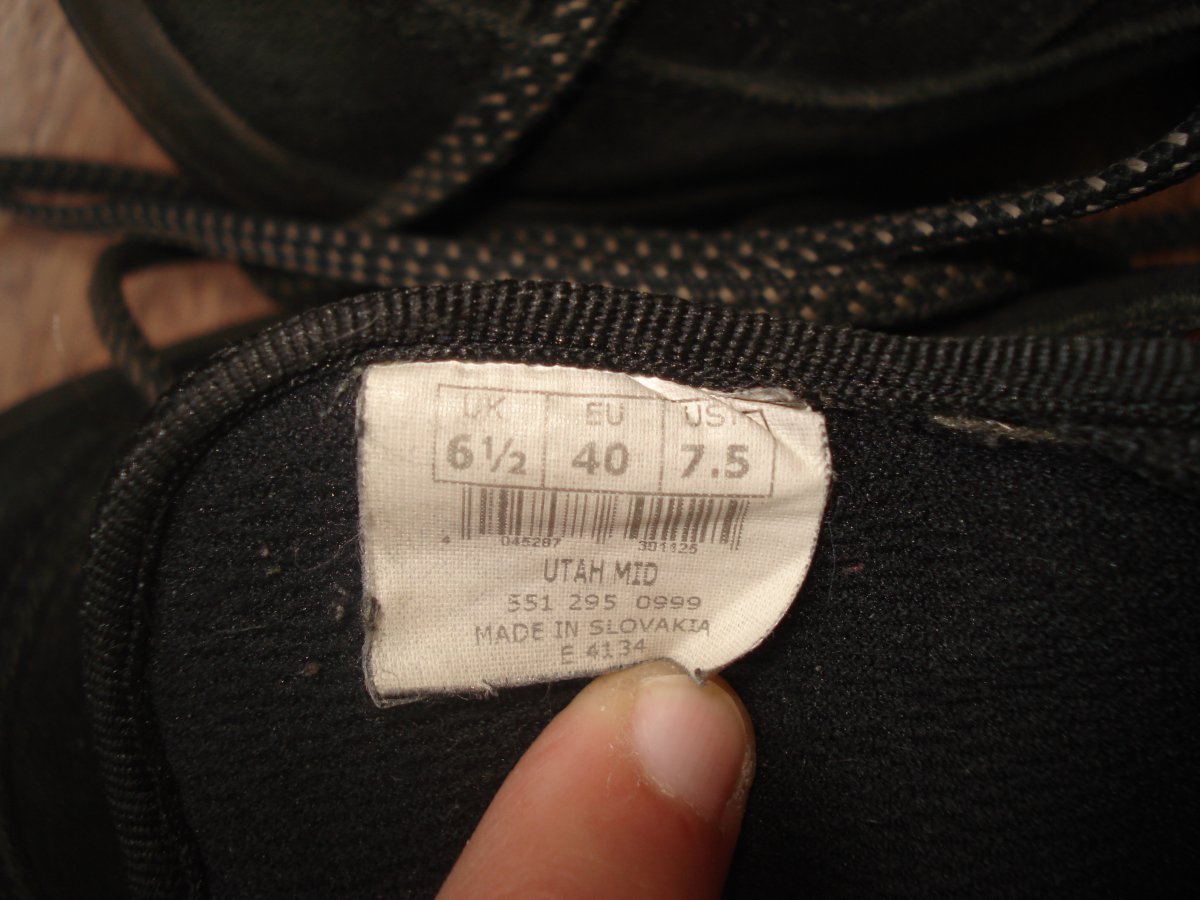 UK EU US
6½ 40 7.5
4 045287 301125
UTAH MID
551 295 0999
MADE IN SLOVAKIA
E 4134